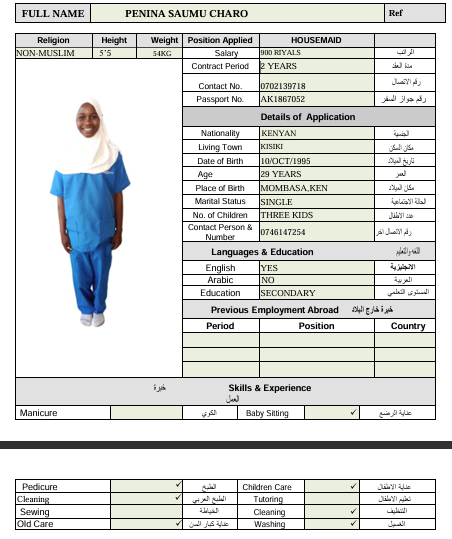 FULL NAME PENINA SAUMU CHARO Ref
Religion Height Weight Position Applied HOUSEMAID
NON-MUSLIM 5'5 54KG Salary 900 RIYALS الراتب
Contract Period 2 YEARS مدة العقد
Contact No. 0702139718 رقم الاتصال
Passport No. AK1867052 رقم جواز السفر
Details of Application
Nationality KENYAN الجنسية
Living Town KISIKI مكان السكن
Date of Birth 10/OCT/1995 تاريخ الميلاد
Age 29 YEARS العمر
Place of Birth MOMBASA,KEN مكان الميلاد
Marital Status SINGLE الحالة الاجتماعية
No. of Children THREE KIDS عدد الاطفال
Contact Person & Number 0746147254 رقم الاتصال اخر
Languages & Education اللغه والتعليم
English YES الانجليزية
Arabic NO العربية
Education SECONDARY المستوى التعلمي
Previous Employment Abroad خبرة خارج البلاد
Period Position Country
خبرة Skills & Experience
العمل
Manicure الكوي Baby Sitting ✓ عناية الرضع
Pedicure ✓ الطبخ Children Care ✓ عناية الاطفال
Cleaning ✓ الطبخ العربي Tutoring تعليم الاطفال
Sewing الخياطة Cleaning ✓ التنظيف
Old Care ✓ عناية كبار السن Washing ✓ الغسيل